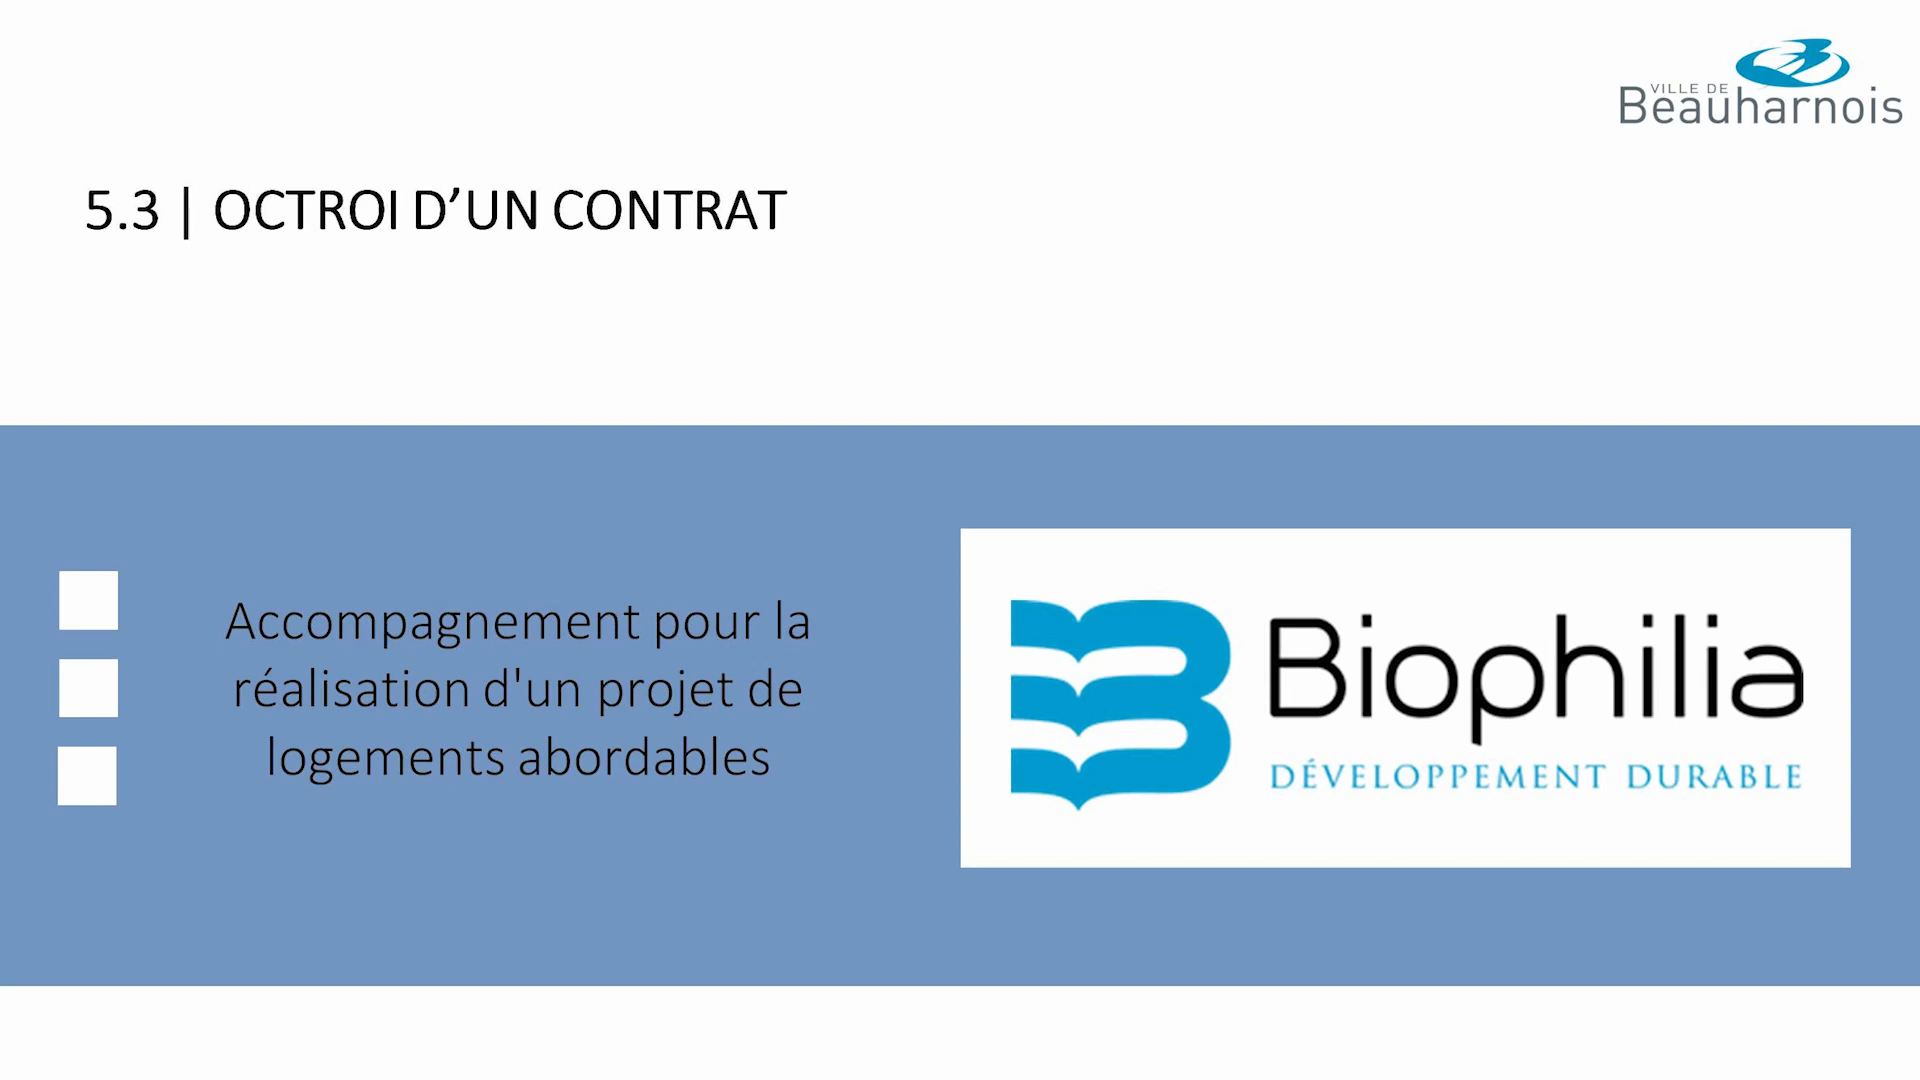 VILLE DE
Beauharnois
5.3 | OCTROI D’UN CONTRAT
Accompagnement pour la
réalisation d'un projet de
logements abordables
Biophilia
DÉVELOPPEMENT DURABLE